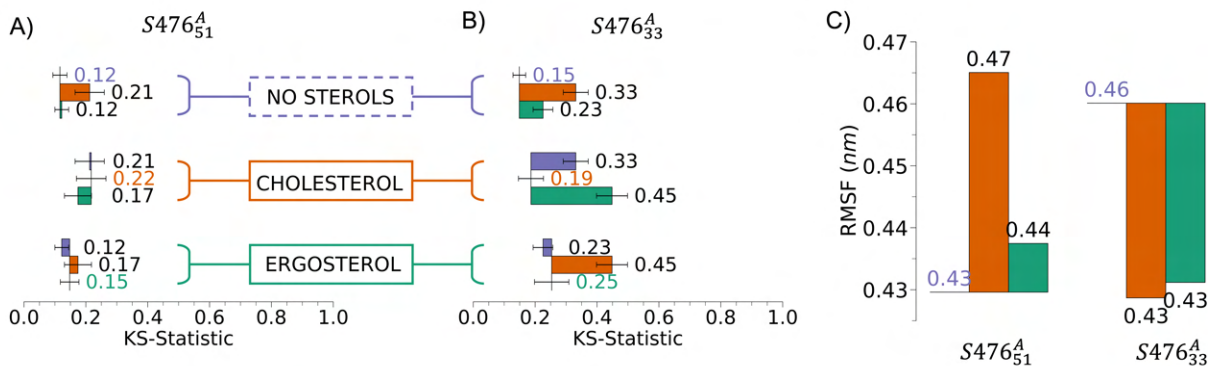 A)
S476^A_51
0.12
0.21
0.12
0.21
0.22
0.17
0.12
0.17
0.15
0.0 0.2 0.4 0.6 0.8 1.0
KS-Statistic
NO STEROLS
CHOLESTEROL
ERGOSTEROL
B)
S476^A_33
0.15
0.33
0.23
0.33
0.19
0.45
0.23
0.45
0.25
0.0 0.2 0.4 0.6 0.8 1.0
KS-Statistic
C)
0.47
0.46
0.45
0.44
0.43
RMSF (nm)
0.43
0.47
0.44
0.46
0.43
0.43
S476^A_51
S476^A_33